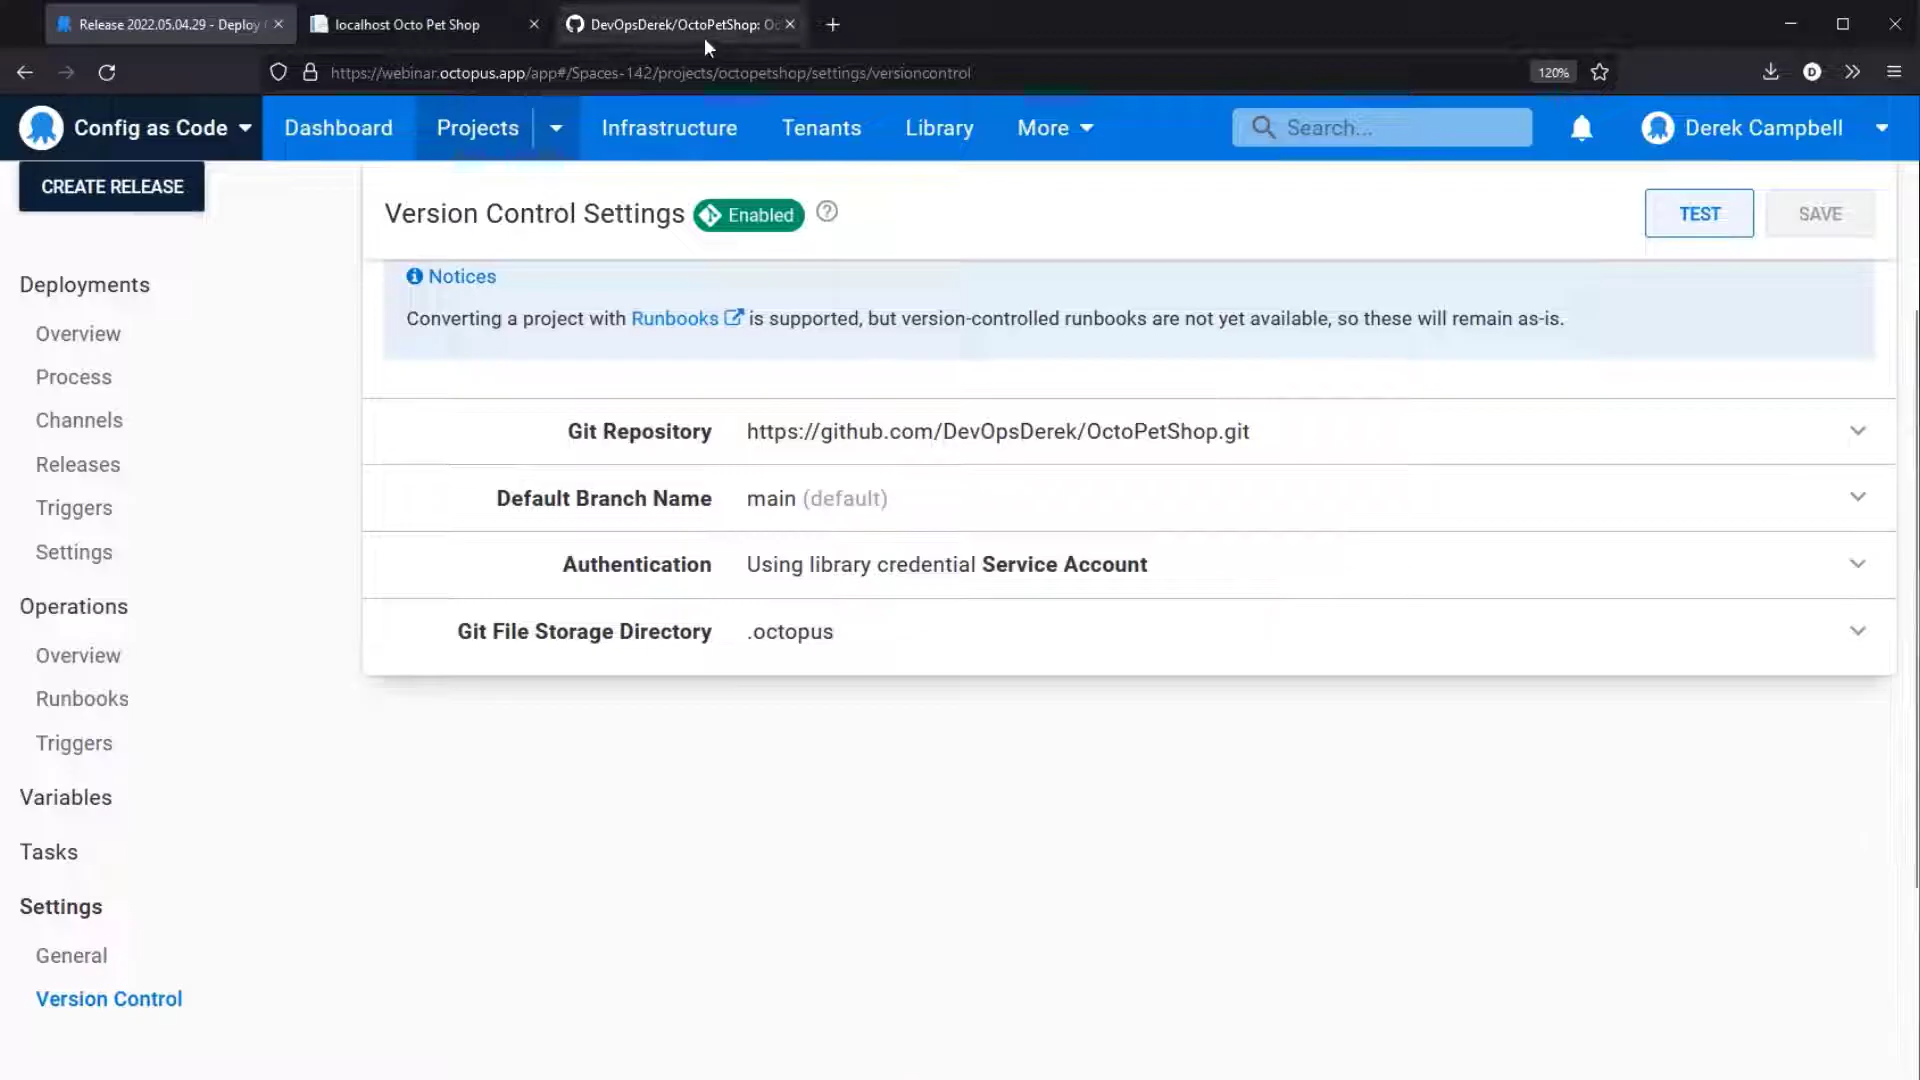 Release 2022.05.04.29 - Deploy
localhost Octo Pet Shop
DevOpsDerek/OctoPetShop: Oc
https://webinar.octopus.app/app#/Spaces-142/projects/octopetshop/settings/versioncontrol
120%
D
Config as Code
Dashboard
Projects
Infrastructure
Tenants
Library
More
Search...
Derek Campbell
CREATE RELEASE
Version Control Settings
Enabled
TEST
SAVE
Notices
Converting a project with Runbooks is supported, but version-controlled runbooks are not yet available, so these will remain as-is.
Git Repository https://github.com/DevOpsDerek/OctoPetShop.git
Default Branch Name main (default)
Authentication Using library credential Service Account
Git File Storage Directory .octopus
Deployments
Overview
Process
Channels
Releases
Triggers
Settings
Operations
Overview
Runbooks
Triggers
Variables
Tasks
Settings
General
Version Control